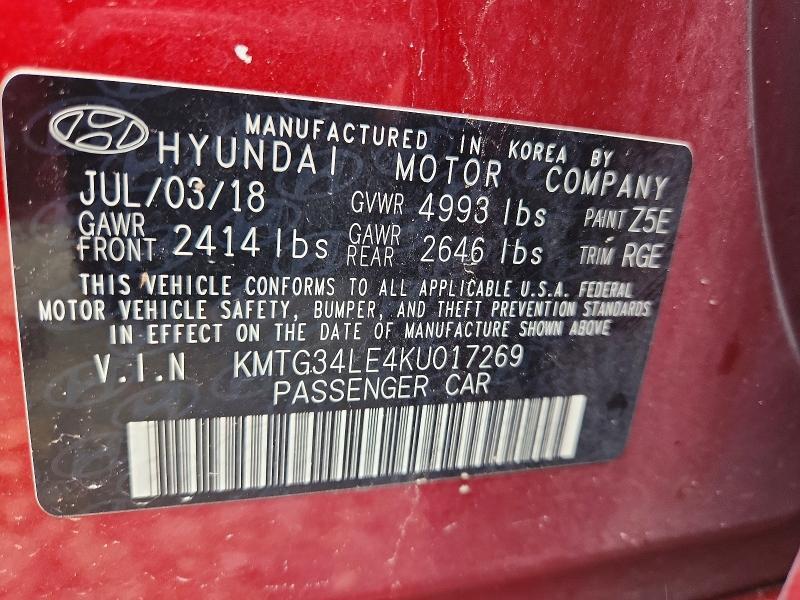 MANUFACTURED IN KOREA BY
HYUNDAI MOTOR COMPANY
JUL/03/18 GVWR 4993 lbs PAINT Z5E
GAWR FRONT 2414 lbs GAWR REAR 2646 lbs TRIM RGE
THIS VEHICLE CONFORMS TO ALL APPLICABLE U.S.A. FEDERAL
MOTOR VEHICLE SAFETY, BUMPER, AND THEFT PREVENTION STANDARDS
IN EFFECT ON THE DATE OF MANUFACTURE SHOWN ABOVE
V.I.N KMTG34LE4KU017269
PASSENGER CAR